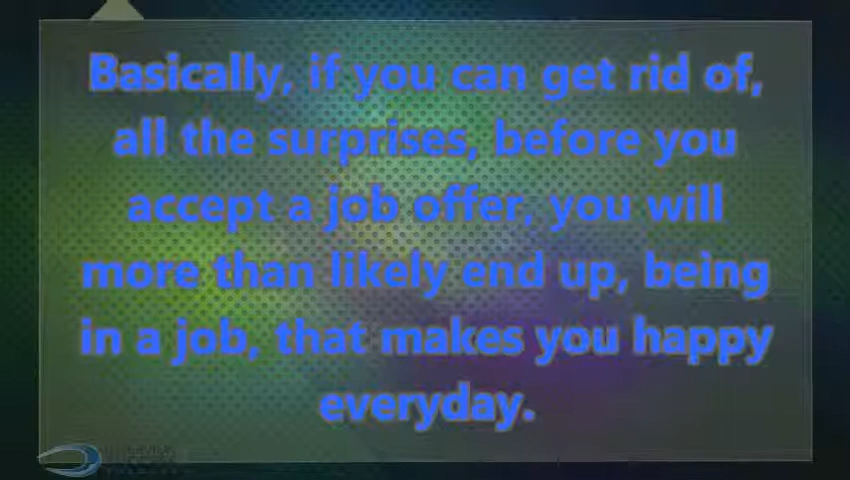 Basically, if you can get rid of,
all the surprises, before you
accept a job offer, you will
more than likely end up, being
in a job, that makes you happy
everyday.